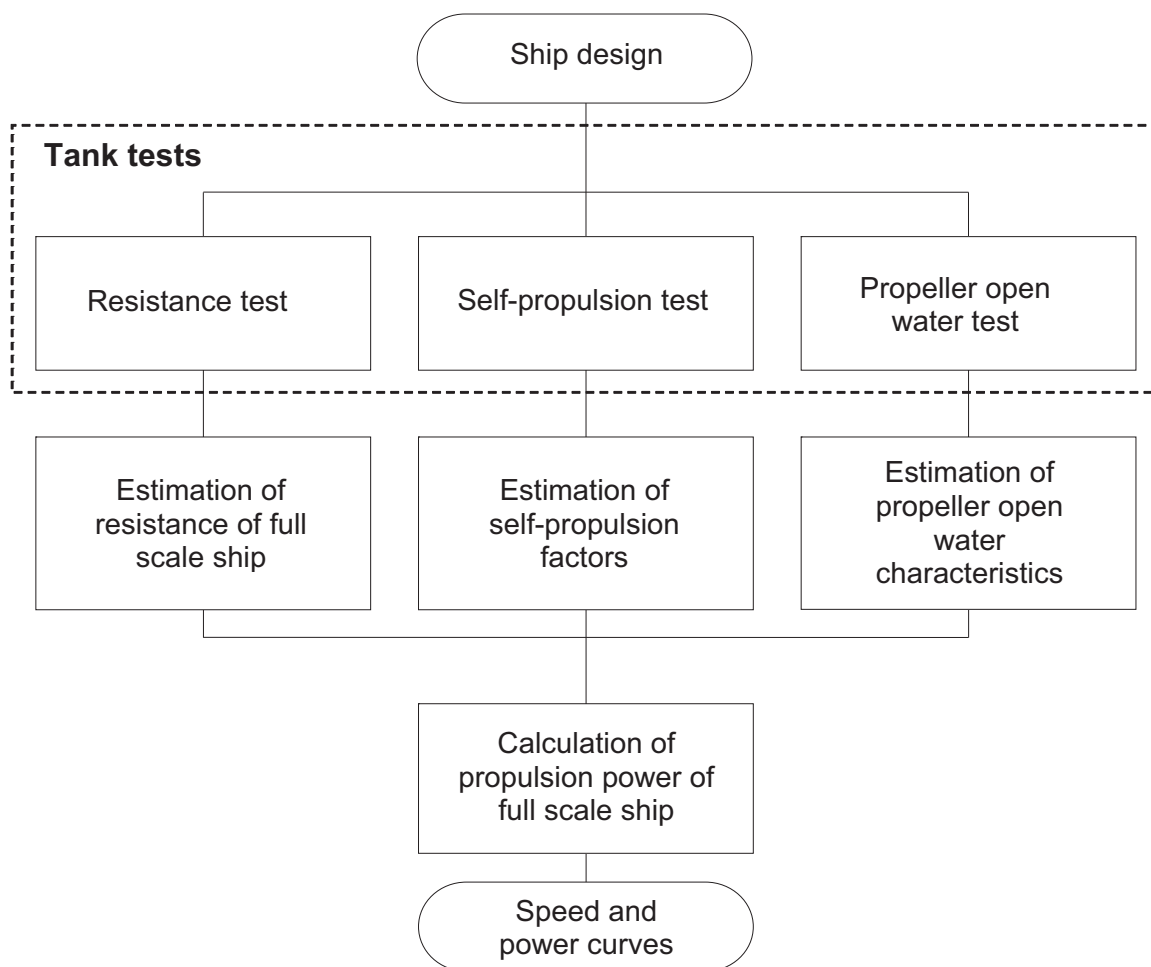 Ship design
Tank tests
Resistance test
Self-propulsion test
Propeller open
water test
Estimation of
resistance of full
scale ship
Estimation of
self-propulsion
factors
Estimation of
propeller open
water
characteristics
Calculation of
propulsion power of
full scale ship
Speed and
power curves